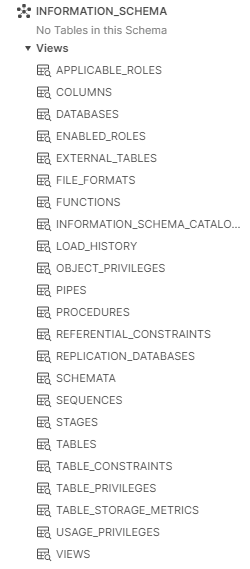 INFORMATION_SCHEMA
No Tables in this Schema
Views
APPLICABLE_ROLES
COLUMNS
DATABASES
ENABLED_ROLES
EXTERNAL_TABLES
FILE_FORMATS
FUNCTIONS
INFORMATION_SCHEMA_CATALO...
LOAD_HISTORY
OBJECT_PRIVILEGES
PIPES
PROCEDURES
REFERENTIAL_CONSTRAINTS
REPLICATION_DATABASES
SCHEMATA
SEQUENCES
STAGES
TABLES
TABLE_CONSTRAINTS
TABLE_PRIVILEGES
TABLE_STORAGE_METRICS
USAGE_PRIVILEGES
VIEWS